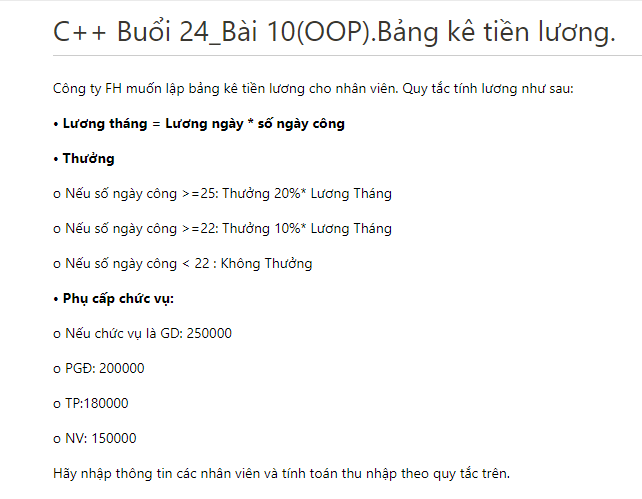 C++ Buổi 24_Bài 10(OOP).Bảng kê tiền lương.
Công ty FH muốn lập bảng kê tiền lương cho nhân viên. Quy tắc tính lương như sau:
• Lương tháng = Lương ngày * số ngày công
• Thưởng
o Nếu số ngày công >=25: Thưởng 20%* Lương Tháng
o Nếu số ngày công >=22: Thưởng 10%* Lương Tháng
o Nếu số ngày công < 22 : Không Thưởng
• Phụ cấp chức vụ:
o Nếu chức vụ là GD: 250000
o PGĐ: 200000
o TP:180000
o NV: 150000
Hãy nhập thông tin các nhân viên và tính toán thu nhập theo quy tắc trên.